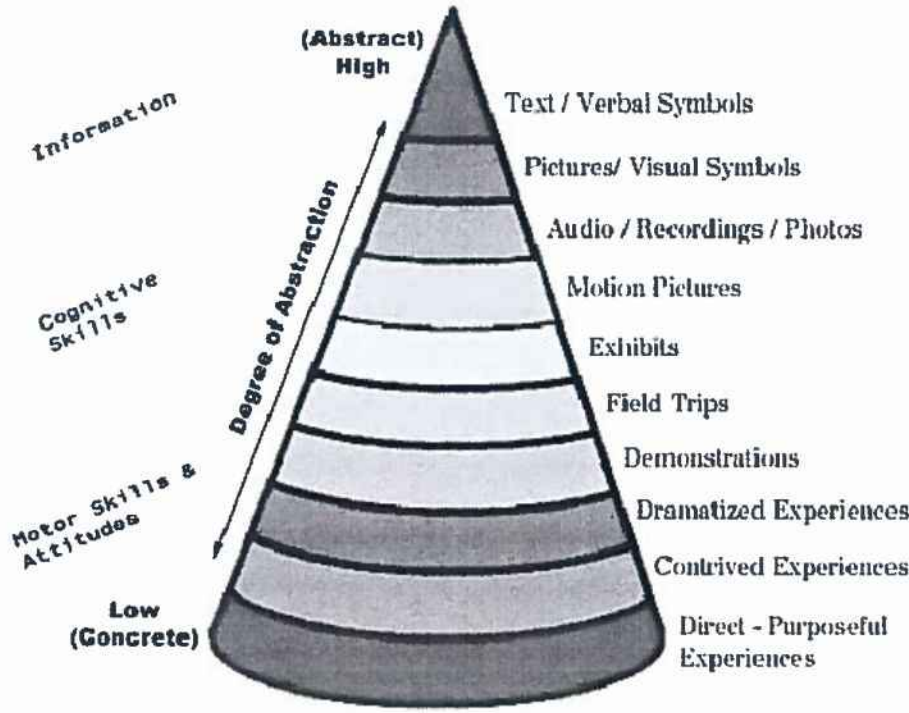 (Abstract)
High
Text / Verbal Symbols
Information
Pictures/ Visual Symbols
Audio / Recordings / Photos
Degree of Abstraction
Motion Pictures
Cognitive
Skills
Exhibits
Field Trips
Demonstrations
Motor Skills &
Attitudes
Dramatized Experiences
Contrived Experiences
Low
(Concrete)
Direct - Purposeful
Experiences